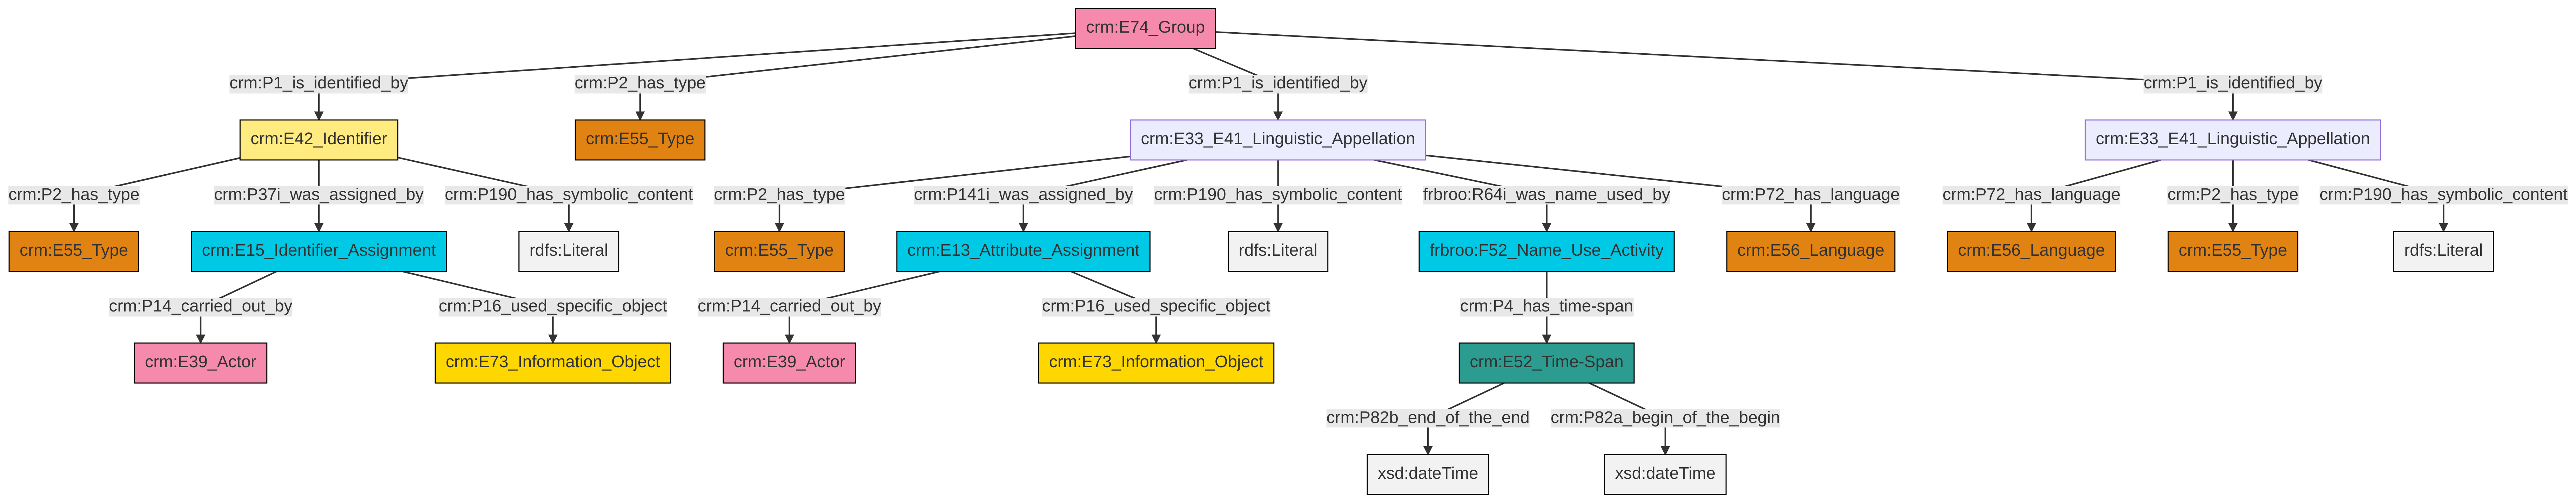 crm:E74_Group
crm:P1_is_identified_by
crm:P2_has_type
crm:P1_is_identified_by
crm:P1_is_identified_by
crm:E42_Identifier
crm:E55_Type
crm:E33_E41_Linguistic_Appellation
crm:E33_E41_Linguistic_Appellation
crm:P2_has_type
crm:P37i_was_assigned_by
crm:P190_has_symbolic_content
crm:P2_has_type
crm:P141i_was_assigned_by
crm:P190_has_symbolic_content
frbroo:R64i_was_name_used_by
crm:P72_has_language
crm:P72_has_language
crm:P2_has_type
crm:P190_has_symbolic_content
crm:E55_Type
crm:E15_Identifier_Assignment
rdfs:Literal
crm:E55_Type
crm:E13_Attribute_Assignment
rdfs:Literal
frbroo:F52_Name_Use_Activity
crm:E56_Language
crm:E56_Language
crm:E55_Type
rdfs:Literal
crm:P14_carried_out_by
crm:P16_used_specific_object
crm:P14_carried_out_by
crm:P16_used_specific_object
crm:P4_has_time-span
crm:E39_Actor
crm:E73_Information_Object
crm:E39_Actor
crm:E73_Information_Object
crm:E52_Time-Span
crm:P82b_end_of_the_end
crm:P82a_begin_of_the_begin
xsd:dateTime
xsd:dateTime